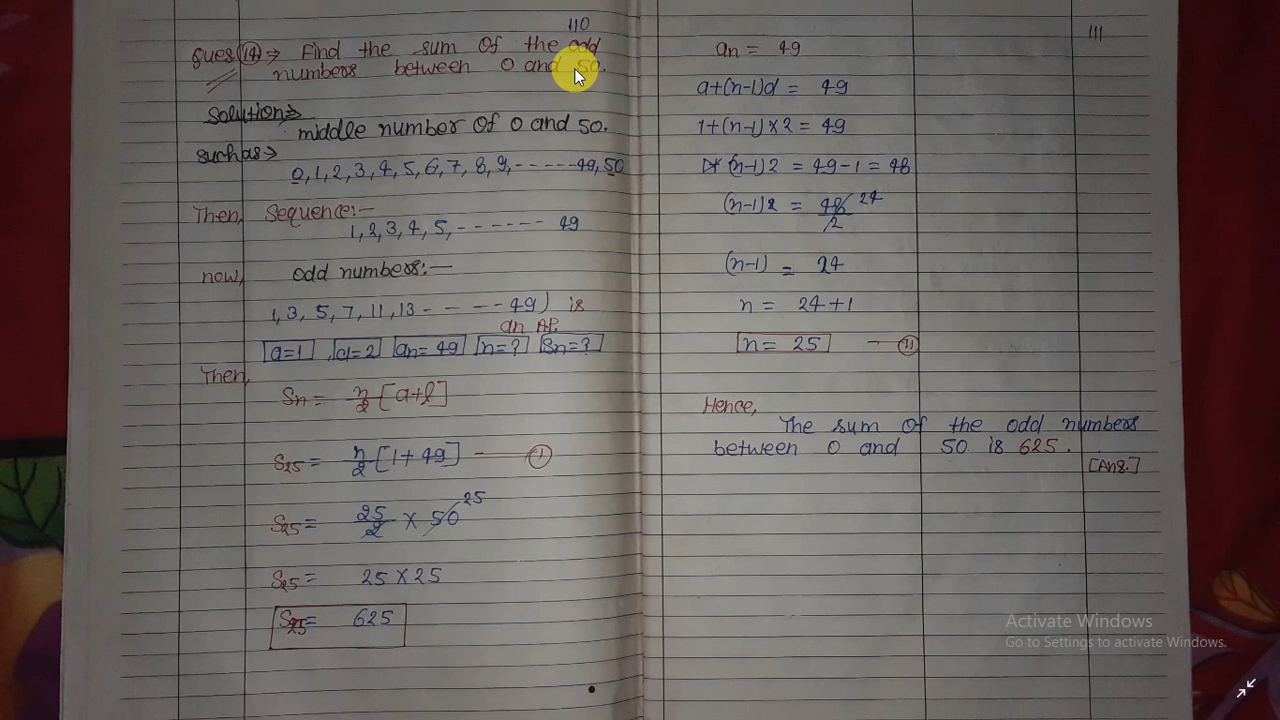 110
Ques (14) ⇒ Find the sum of the odd
numbers between 0 and 50.
Solution ⇒
middle number of 0 and 50.
such as ⇒
0, 1, 2, 3, 4, 5, 6, 7, 8, 9, ------49, 50
Then, Sequence:—
1, 2, 3, 4, 5, ------- 49
now, odd numbers:—
1, 3, 5, 7, 11, 13 - - - - - 49) is
an AP.
a=1 , d=2 an= 49 n=? Sn=?
Then,
Sn = n/2 [a+l]
S25 = n/2 [1+49] —— (i)
S25 = 25/2 × 50 25
S25 = 25 × 25
S25 = 625
111
an = 49
a+(n-1)d = 49
1+(n-1)×2 = 49
(n-1)2 = 49-1 = 48
(n-1)2 = 48/2 24
(n-1) = 24
n = 24+1
n = 25 — (ii)
Hence,
The sum of the odd numbers
between 0 and 50 is 625.
[Ans.]
Activate Windows
Go to Settings to activate Windows.